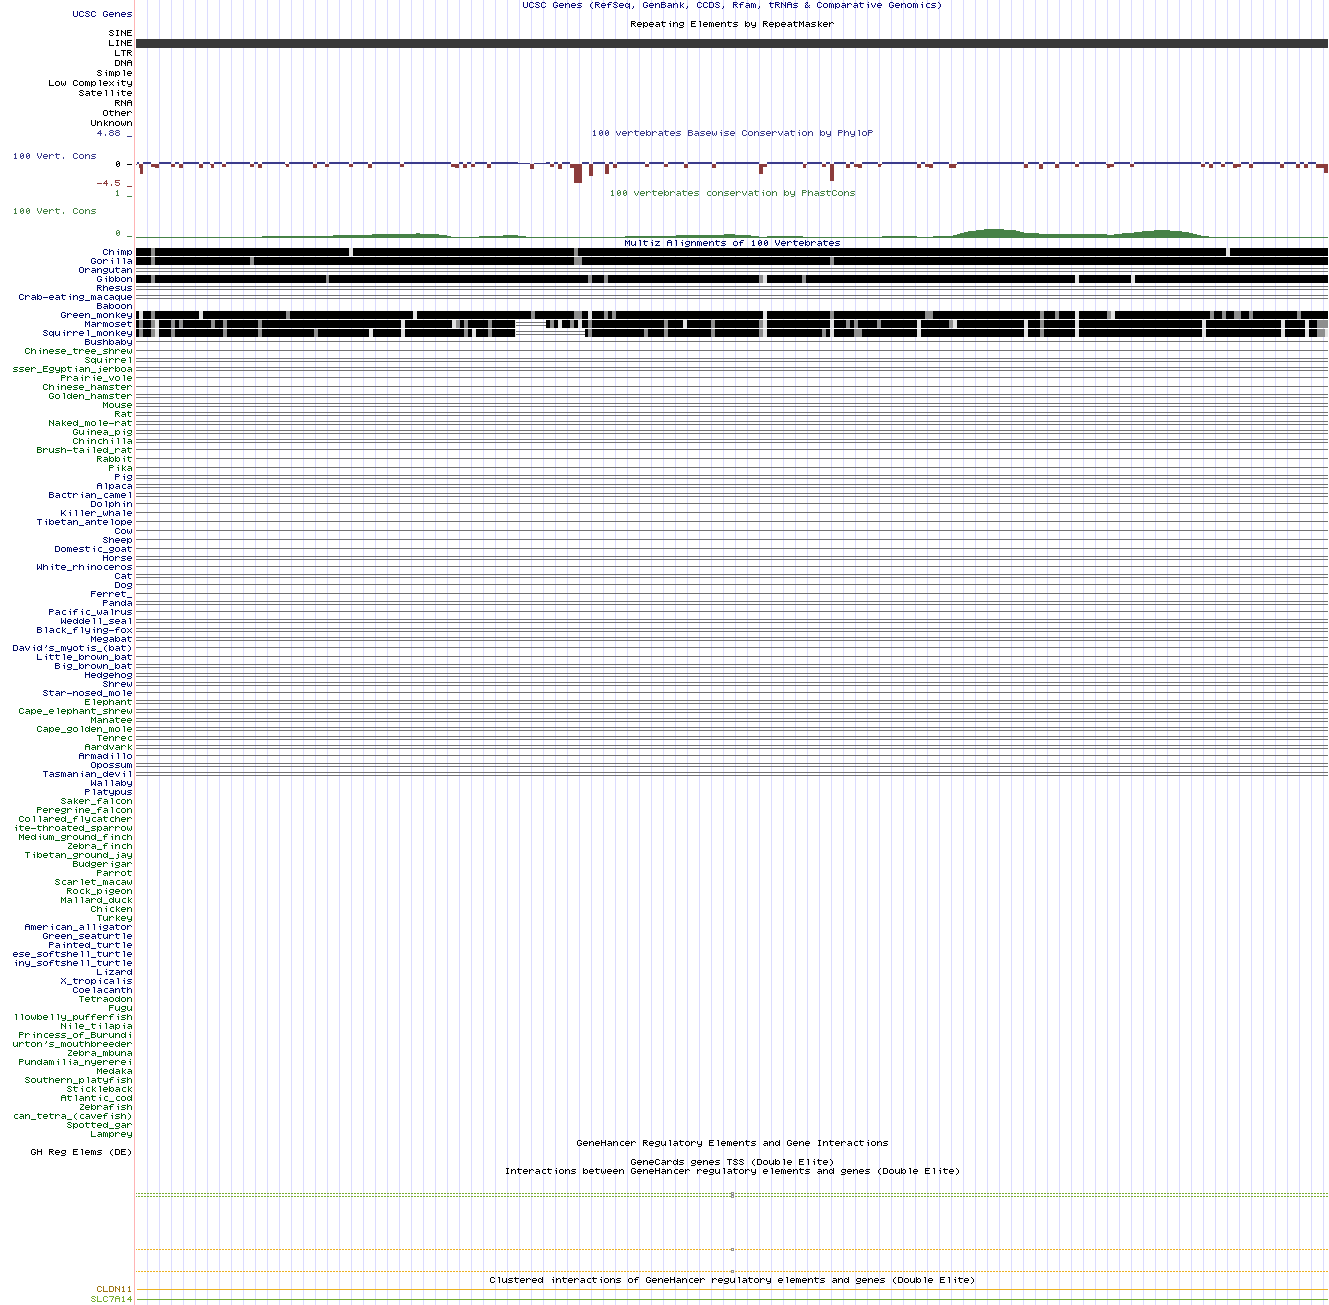 UCSC Genes (RefSeq, GenBank, CCDS, Rfam, tRNAs & Comparative Genomics)
UCSC Genes
Repeating Elements by RepeatMasker
SINE
LINE
LTR
DNA
Simple
Low Complexity
Satellite
RNA
Other
Unknown
4.88 _
100 vertebrates Basewise Conservation by PhyloP
100 Vert. Cons
0 _
-4.5 _
1 _
100 vertebrates conservation by PhastCons
100 Vert. Cons
0 _
Multiz Alignments of 100 Vertebrates
Chimp
Gorilla
Orangutan
Gibbon
Rhesus
Crab-eating_macaque
Baboon
Green_monkey
Marmoset
Squirrel_monkey
Bushbaby
Chinese_tree_shrew
Squirrel
sser_Egyptian_jerboa
Prairie_vole
Chinese_hamster
Golden_hamster
Mouse
Rat
Naked_mole-rat
Guinea_pig
Chinchilla
Brush-tailed_rat
Rabbit
Pika
Pig
Alpaca
Bactrian_camel
Dolphin
Killer_whale
Tibetan_antelope
Cow
Sheep
Domestic_goat
Horse
White_rhinoceros
Cat
Dog
Ferret_
Panda
Pacific_walrus
Weddell_seal
Black_flying-fox
Megabat
David's_myotis_(bat)
Little_brown_bat
Big_brown_bat
Hedgehog
Shrew
Star-nosed_mole
Elephant
Cape_elephant_shrew
Manatee
Cape_golden_mole
Tenrec
Aardvark
Armadillo
Opossum
Tasmanian_devil
Wallaby
Platypus
Saker_falcon
Peregrine_falcon
Collared_flycatcher
ite-throated_sparrow
Medium_ground_finch
Zebra_finch
Tibetan_ground_jay
Budgerigar
Parrot
Scarlet_macaw
Rock_pigeon
Mallard_duck
Chicken
Turkey
American_alligator
Green_seaturtle
Painted_turtle
ese_softshell_turtle
iny_softshell_turtle
Lizard
X_tropicalis
Coelacanth
Tetraodon
Fugu
llowbelly_pufferfish
Nile_tilapia
Princess_of_Burundi
urton's_mouthbreeder
Zebra_mbuna
Pundamilia_nyererei
Medaka
Southern_platyfish
Stickleback
Atlantic_cod
Zebrafish
can_tetra_(cavefish)
Spotted_gar
Lamprey
GeneHancer Regulatory Elements and Gene Interactions
GH Reg Elems (DE)
GeneCards genes TSS (Double Elite)
Interactions between GeneHancer regulatory elements and genes (Double Elite)
Clustered interactions of GeneHancer regulatory elements and genes (Double Elite)
CLDN11
SLC7A14